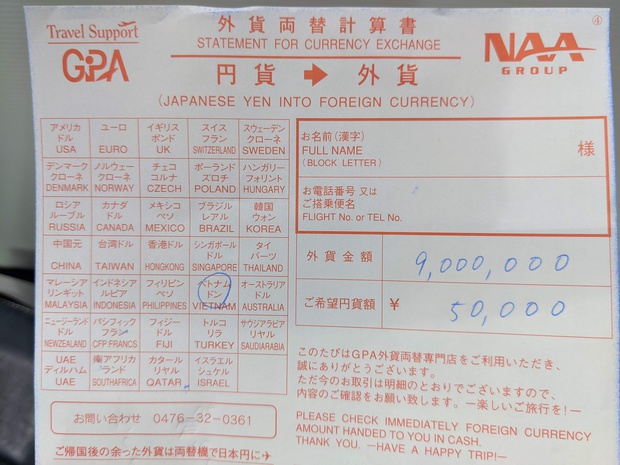 ④
Travel Support
GPA
外貨両替計算書
STATEMENT FOR CURRENCY EXCHANGE
円貨 ➡ 外貨
(JAPANESE YEN INTO FOREIGN CURRENCY)
NAA
GROUP
アメリカ
ドル
USA
ユーロ
EURO
イギリス
ポンド
UK
スイス
フラン
SWITZERLAND
スウェーデン
クローネ
SWEDEN
デンマーク
クローネ
DENMARK
ノルウェー
クローネ
NORWAY
チェコ
コルナ
CZECH
ポーランド
ズロチ
POLAND
ハンガリー
フォリント
HUNGARY
ロシア
ルーブル
RUSSIA
カナダ
ドル
CANADA
メキシコ
ペソ
MEXICO
ブラジル
レアル
BRAZIL
韓国
ウォン
KOREA
中国元
CHINA
台湾ドル
TAIWAN
香港ドル
HONGKONG
シンガポール
ドル
SINGAPORE
タイ
バーツ
THAILAND
マレーシア
リンギット
MALAYSIA
インドネシア
ルピア
INDONESIA
フィリピン
ペソ
PHILIPPINES
ベトナム
ドン
VIETNAM
オーストラリア
ドル
AUSTRALIA
ニュージーランド
ドル
NEWZEALAND
パシフィック
フラン
CFP FRANCS
フィジー
ドル
FIJI
トルコ
リラ
TURKEY
サウジアラビア
リヤル
SAUDIARABIA
UAE
ディルハム
UAE
南アフリカ
ランド
SOUTHAFRICA
カタール
リヤル
QATAR
イスラエル
シュケル
ISRAEL
お名前(漢字)
FULL NAME
(BLOCK LETTER)
様
お電話番号 又は
ご搭乗便名
FLIGHT No. or TEL No.
外貨金額 9,000,000
ご希望円貨額 ¥ 50,000
このたびはGPA外貨両替専門店をご利用いただき、
誠にありがとうございます。
ただ今のお取引は明細のとおりでございますので、
内容のご確認をお願い致します。ー楽しいご旅行を!ー
PLEASE CHECK IMMEDIATELY FOREIGN CURRENCY
AMOUNT HANDED TO YOU IN CASH.
THANK YOU. —HAVE A HAPPY TRIP!—
お問い合わせ 0476-32-0361
ご帰国後の余った外貨は両替機で日本円に